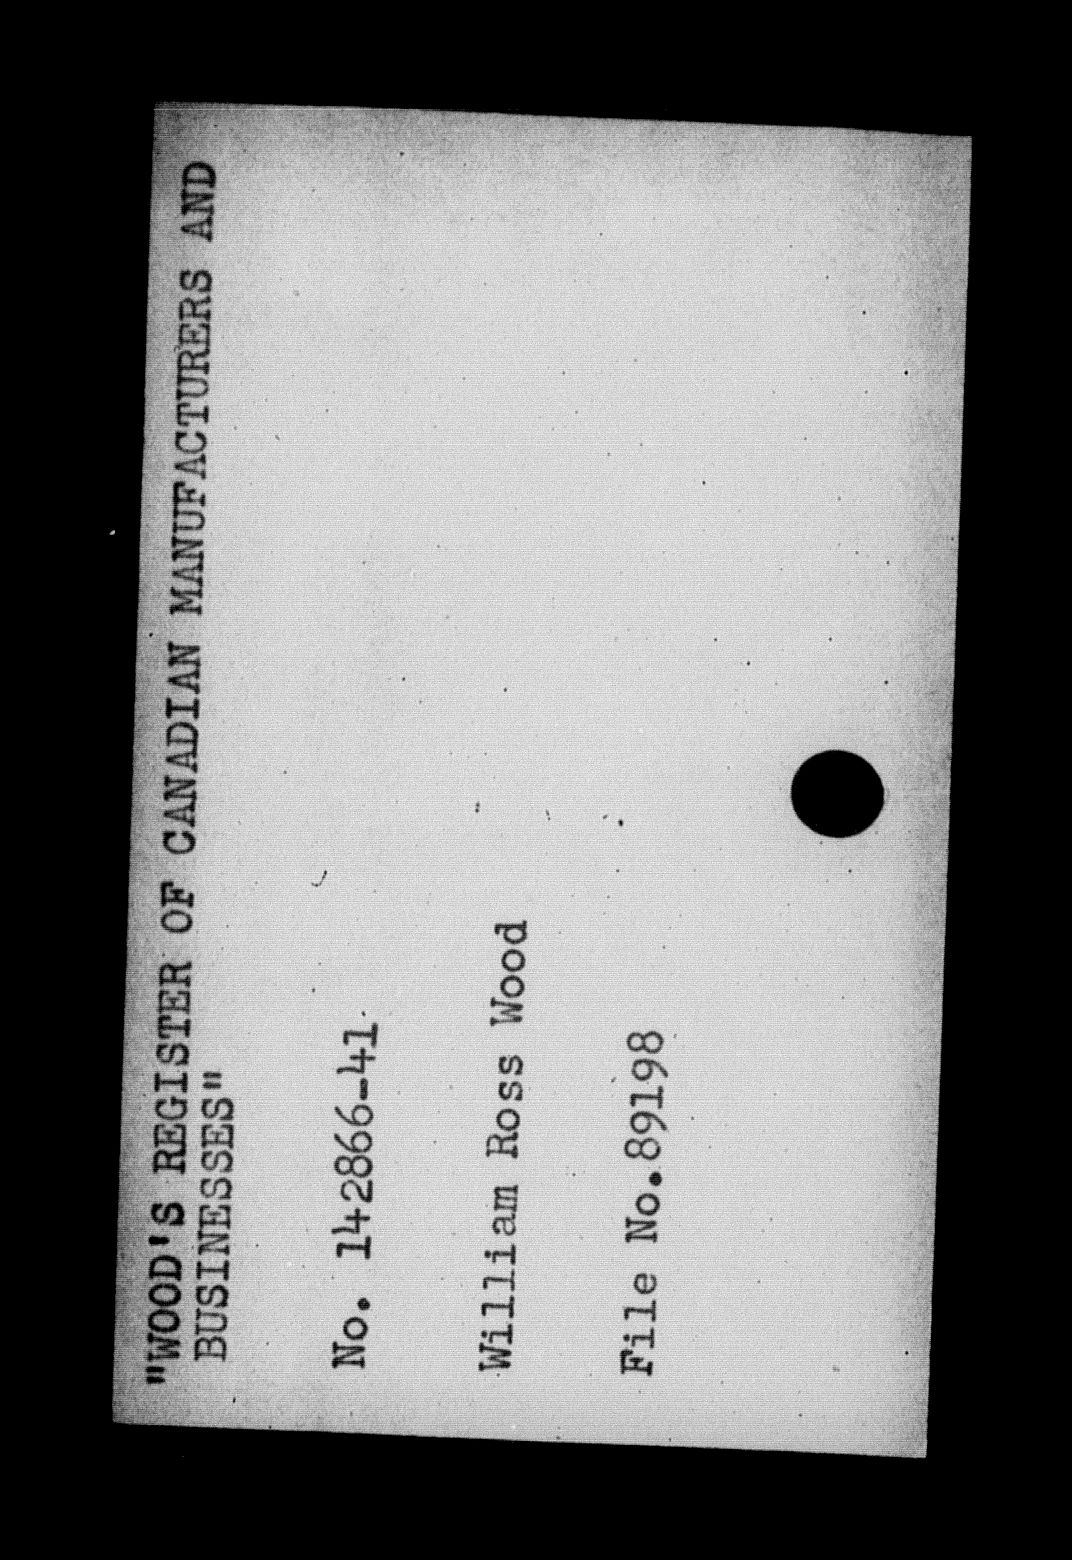 "WOOD'S REGISTER OF CANADIAN MANUFACTURERS AND
BUSINESSES"
No. 142866-41
William Ross Wood
File No.89198